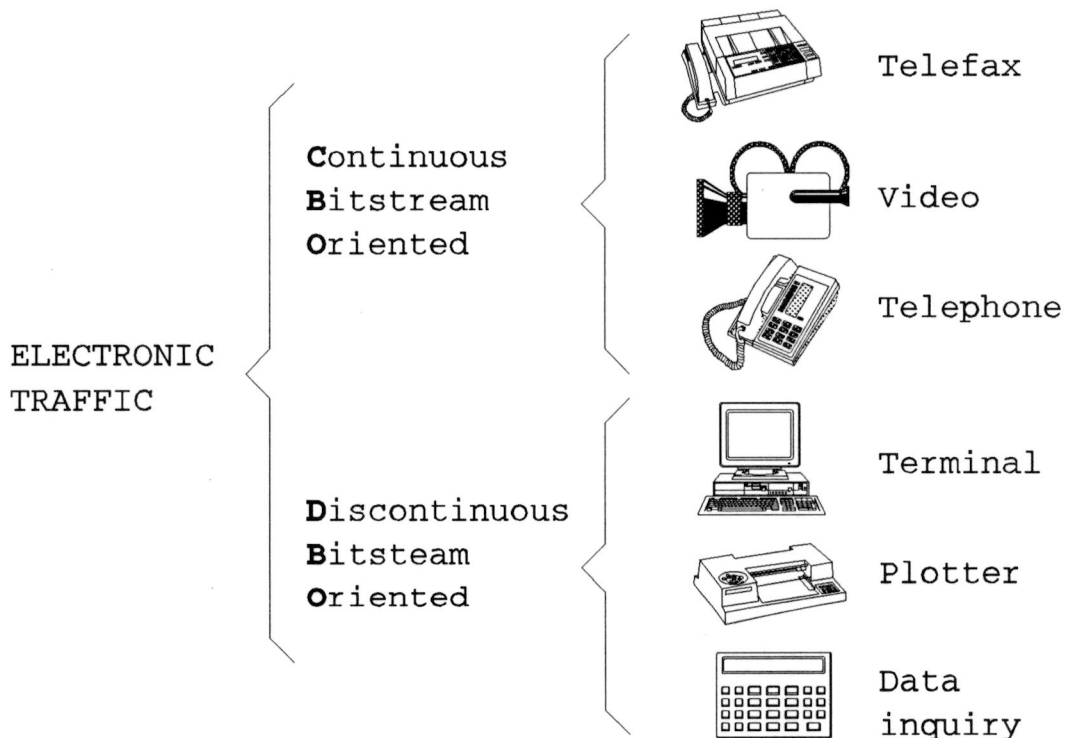 ELECTRONIC
TRAFFIC
Continuous
Bitstream
Oriented
Telefax
Video
Telephone
Discontinuous
Bitsteam
Oriented
Terminal
Plotter
Data
inquiry